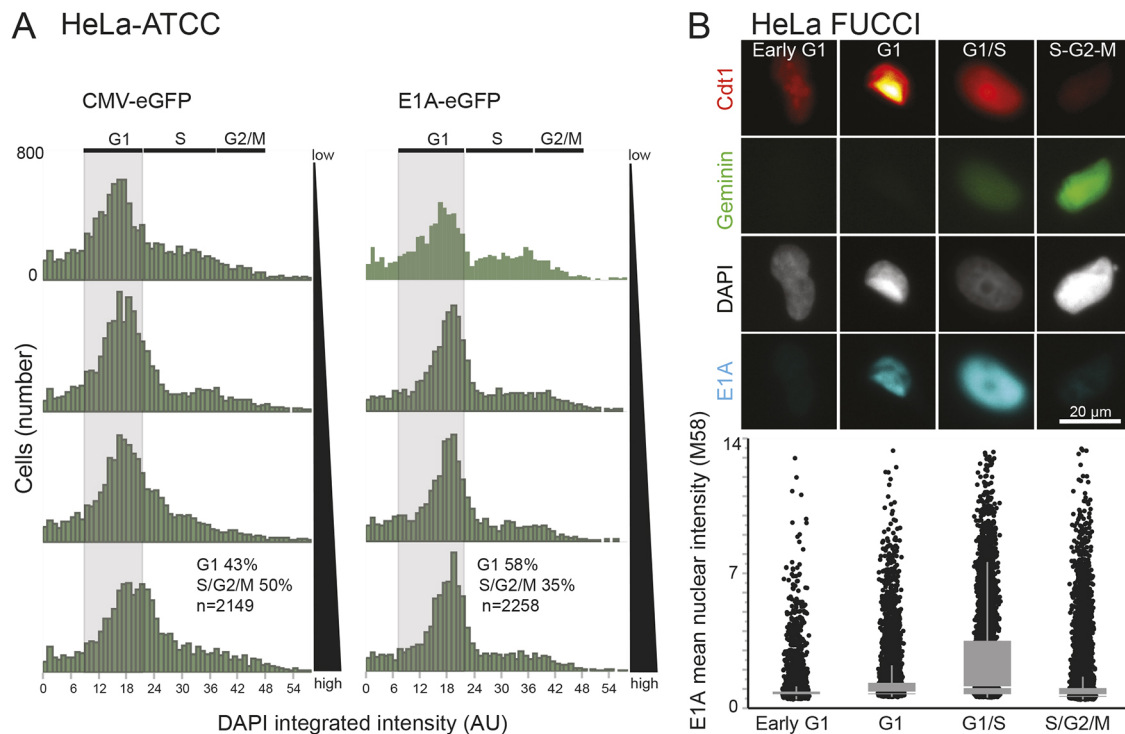 A HeLa-ATCC
CMV-eGFP
G1 S G2/M
low
E1A-eGFP
G1 S G2/M
low
800
0
Cells (number)
G1 43%
S/G2/M 50%
n=2149
high
G1 58%
S/G2/M 35%
n=2258
high
0 6 12 18 24 30 36 42 48 54
0 6 12 18 24 30 36 42 48 54
DAPI integrated intensity (AU)
B HeLa FUCCI
Early G1 G1 G1/S S-G2-M
Cdt1
Geminin
DAPI
E1A
20 µm
E1A mean nuclear intensity (M58)
14
7
0
Early G1 G1 G1/S S/G2/M